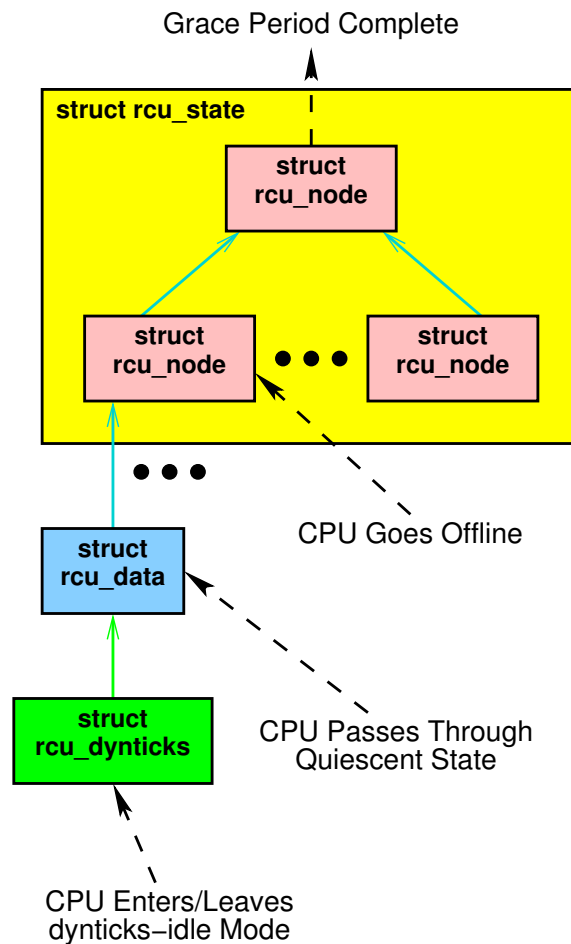 Grace Period Complete
struct rcu_state
struct
rcu_node
struct
rcu_node
struct
rcu_node
CPU Goes Offline
struct
rcu_data
struct
rcu_dynticks
CPU Passes Through
Quiescent State
CPU Enters/Leaves
dynticks−idle Mode